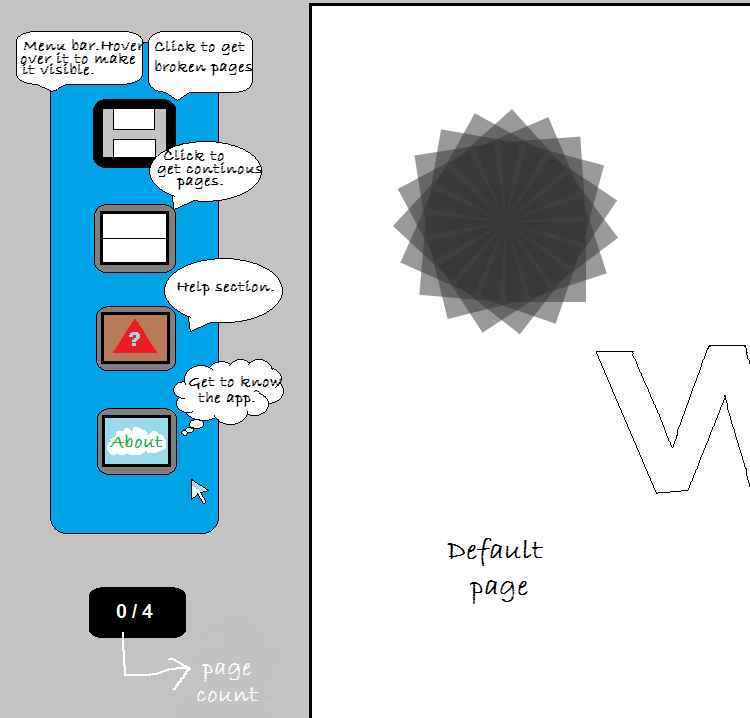 Menu bar.Hover
over it to make
it visible.
Click to get
broken pages
Click to
get continous
pages.
Help section.
?
Get to know
the app.
About
0 / 4
page
count
Default
page
W